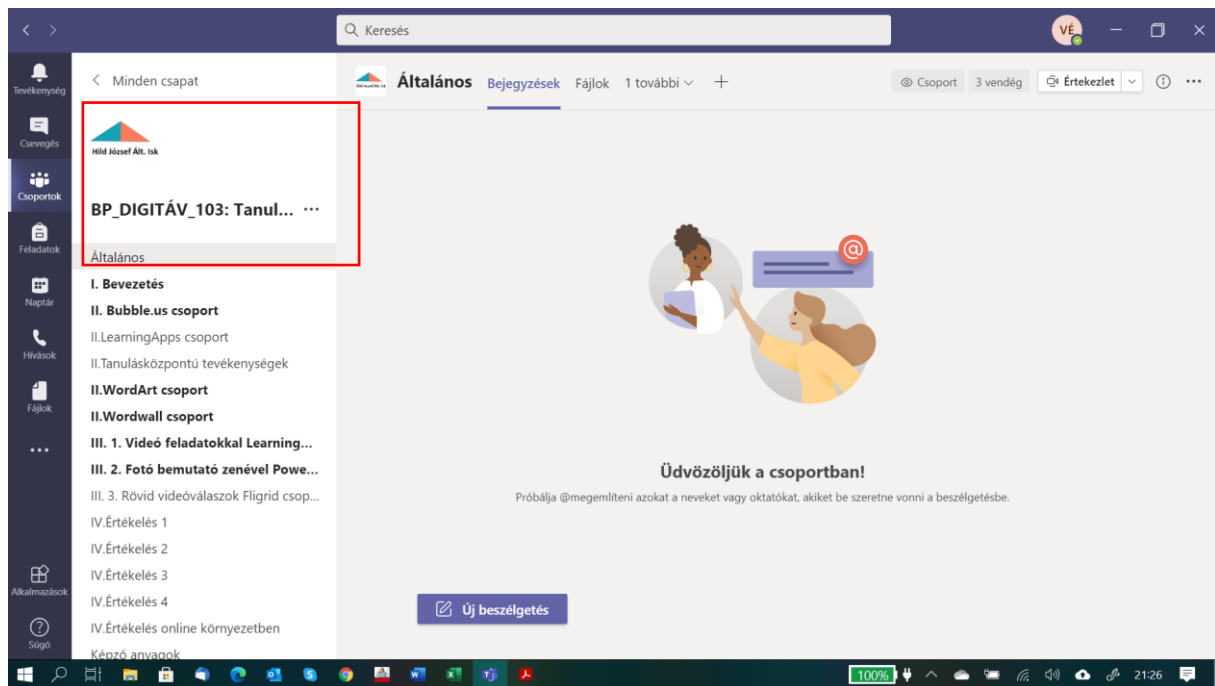 Keresés
VÉ
Tevékenység
Csevegés
Csoportok
Feladatok
Naptár
Hívások
Fájlok
Alkalmazások
Súgó
Minden csapat
Hild József Ált. Isk
BP_DIGITÁV_103: Tanul...
Általános
I. Bevezetés
II. Bubble.us csoport
II.LearningApps csoport
II.Tanulásközpontú tevékenységek
II.WordArt csoport
II.Wordwall csoport
III. 1. Videó feladatokkal Learning...
III. 2. Fotó bemutató zenével Powe...
III. 3. Rövid videóválaszok Fligrid csop...
IV.Értékelés 1
IV.Értékelés 2
IV.Értékelés 3
IV.Értékelés 4
IV.Értékelés online környezetben
Képző anyagok
Általános Bejegyzések Fájlok 1 további
Csoport 3 vendég Értekezlet
@
Üdvözöljük a csoportban!
Próbálja @megemlíteni azokat a neveket vagy oktatókat, akiket be szeretne vonni a beszélgetésbe.
Új beszélgetés
100% 21:26